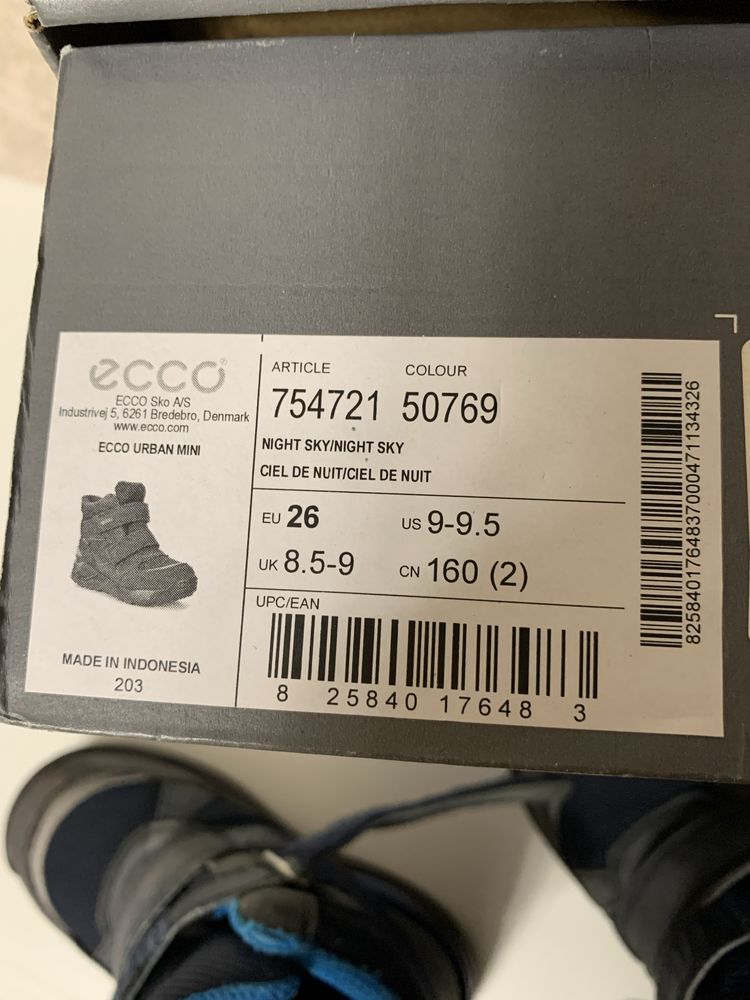 ecco®
ECCO Sko A/S
Industrivej 5, 6261 Bredebro, Denmark
www.ecco.com
ECCO URBAN MINI
MADE IN INDONESIA
203
ARTICLE COLOUR
754721 50769
NIGHT SKY/NIGHT SKY
CIEL DE NUIT/CIEL DE NUIT
EU 26 US 9-9.5
UK 8.5-9 CN 160 (2)
UPC/EAN
8 25840 17648 3
8258401764837000471134326